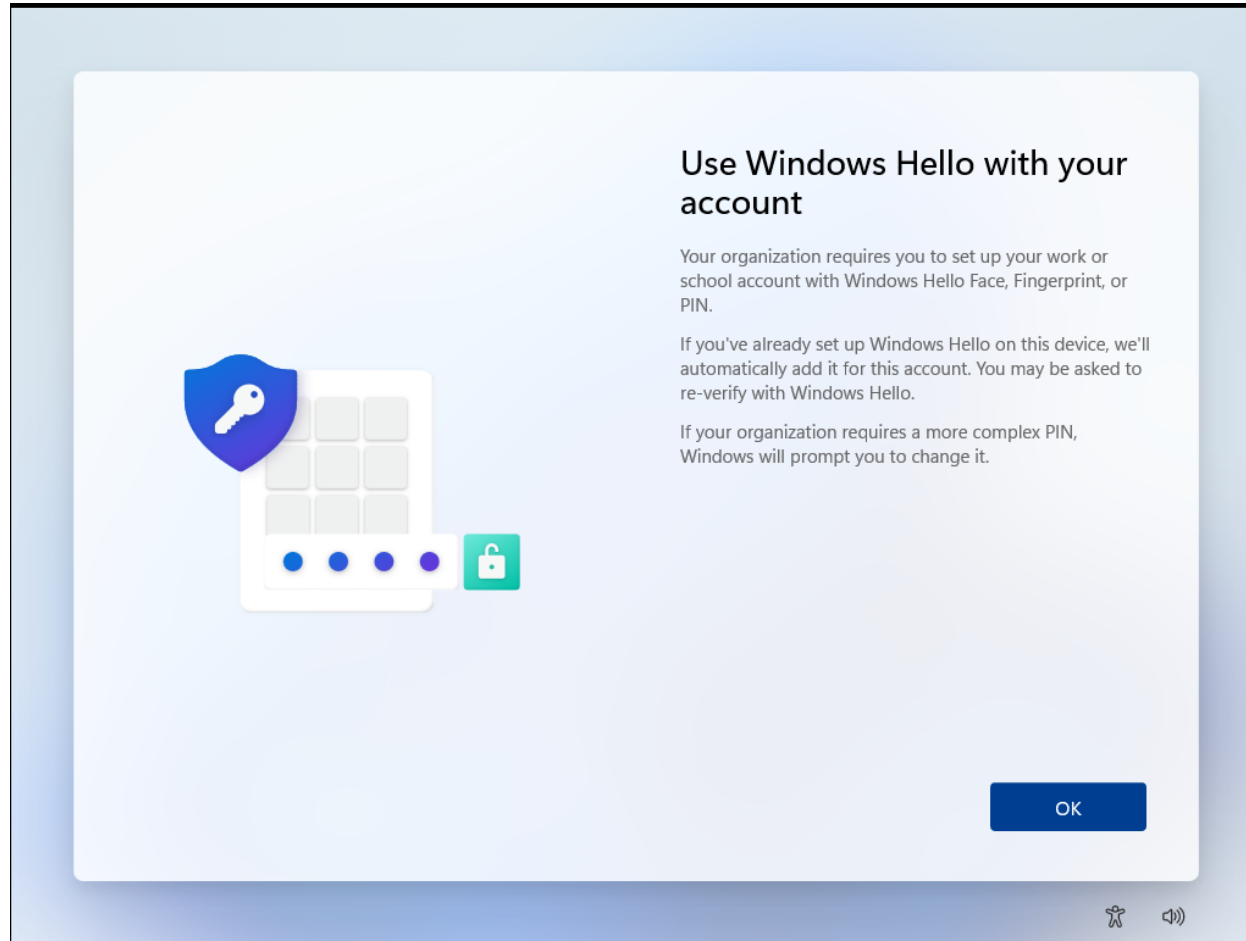 Use Windows Hello with your
account
Your organization requires you to set up your work or
school account with Windows Hello Face, Fingerprint, or
PIN.
If you've already set up Windows Hello on this device, we'll
automatically add it for this account. You may be asked to
re-verify with Windows Hello.
If your organization requires a more complex PIN,
Windows will prompt you to change it.
OK